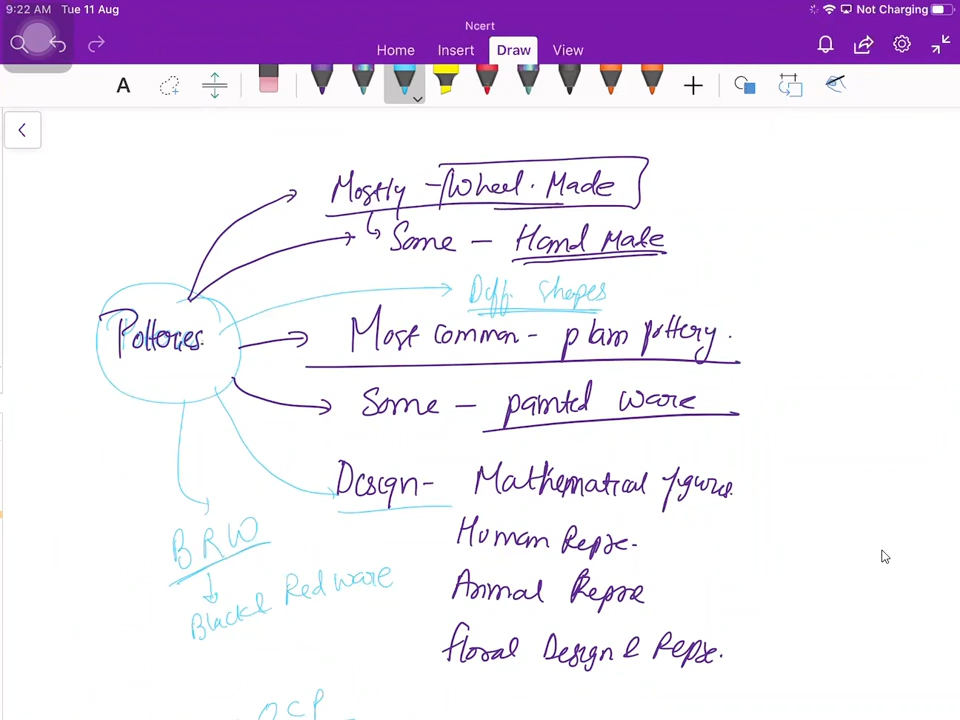 9:22 AM Tue 11 Aug
Not Charging
Ncert
Home Insert Draw View
A
Mostly - Wheel. Made
Some - Hand Made
Diff. Shapes
Potteries.
Most common - plain pottery.
Some - painted ware
Design - Mathematical figures.
Human Repre.
Animal Repre
floral Design & Repre.
BRW
Black & Red ware
OCP